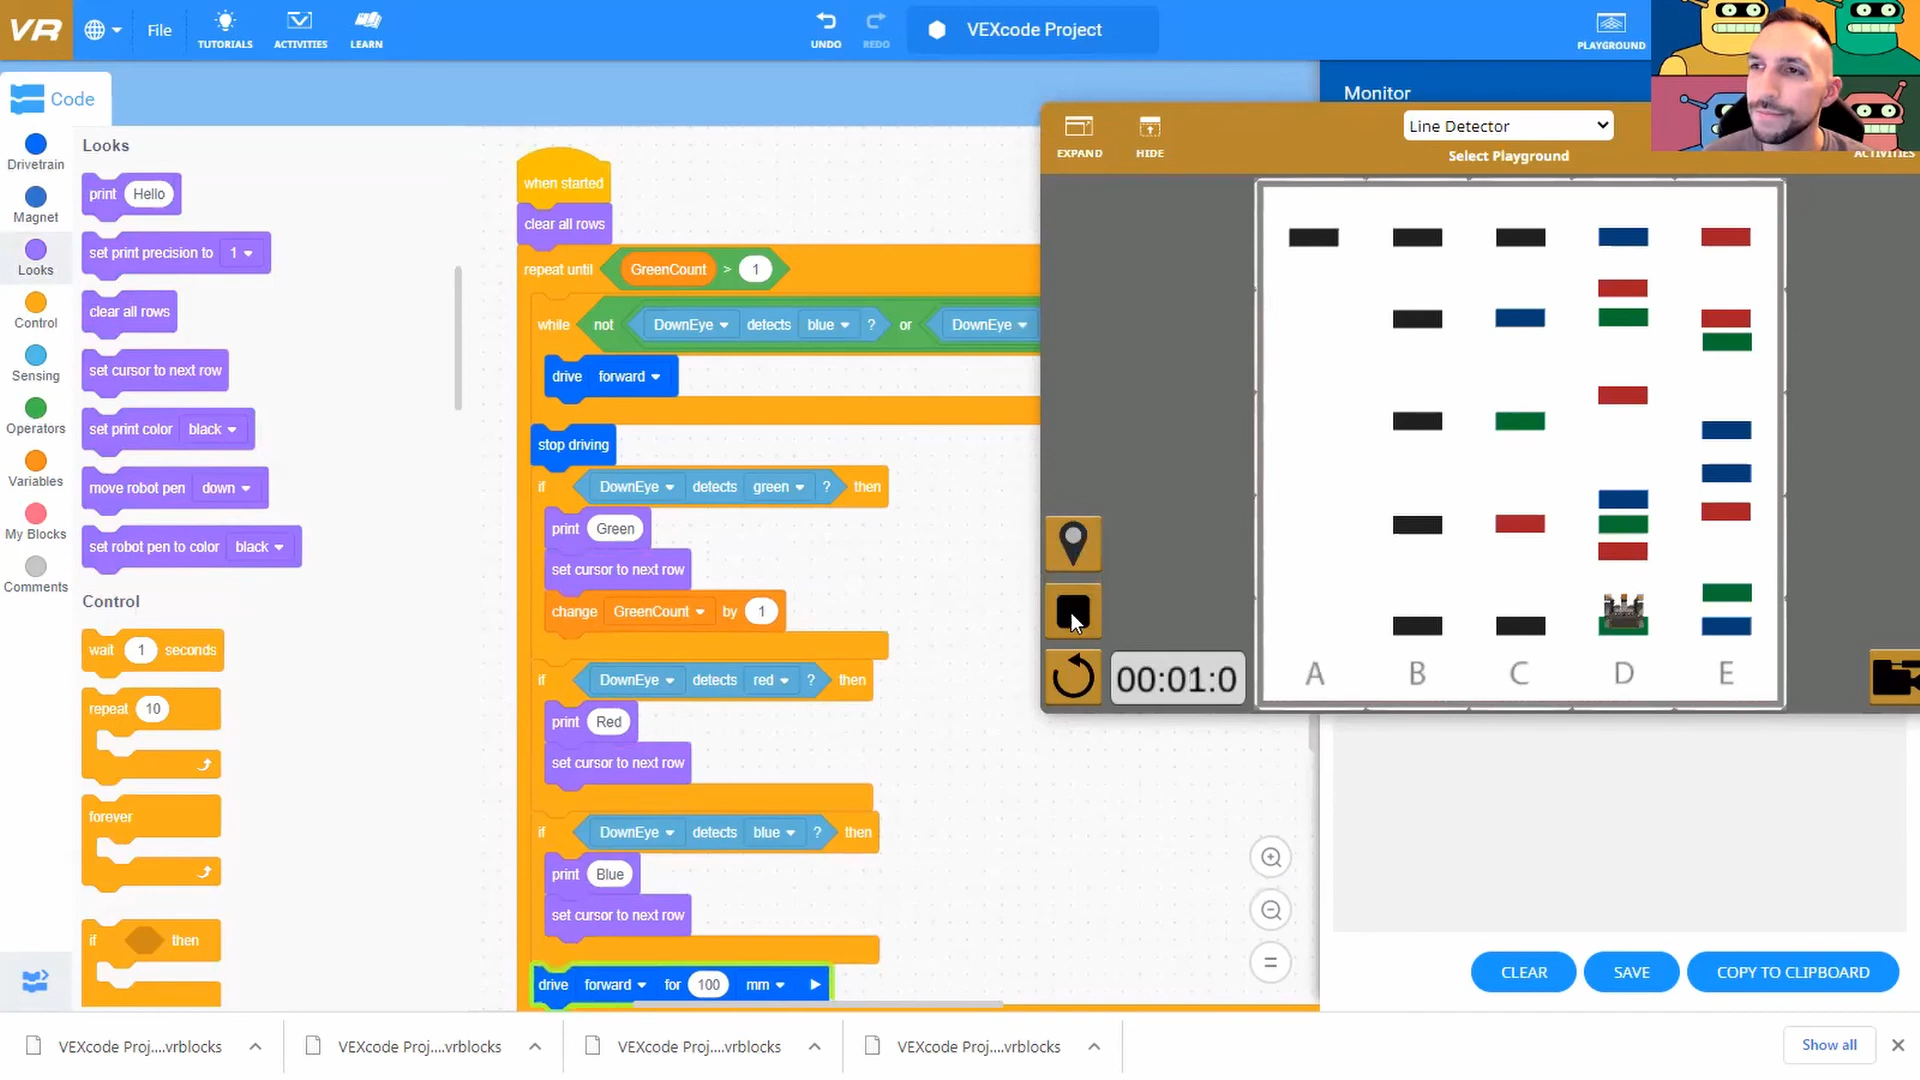 VR
File
TUTORIALS
ACTIVITIES
LEARN
UNDO
REDO
VEXcode Project
PLAYGROUND
Code
Monitor
Drivetrain
Magnet
Looks
Control
Sensing
Operators
Variables
My Blocks
Comments
Looks
print Hello
set print precision to 1
clear all rows
set cursor to next row
set print color black
move robot pen down
set robot pen to color black
Control
wait 1 seconds
repeat 10
forever
if then
when started
clear all rows
repeat until GreenCount > 1
while not DownEye detects blue ? or DownEye
drive forward
stop driving
if DownEye detects green ? then
print Green
set cursor to next row
change GreenCount by 1
if DownEye detects red ? then
print Red
set cursor to next row
if DownEye detects blue ? then
print Blue
set cursor to next row
drive forward for 100 mm
EXPAND
HIDE
Line Detector
Select Playground
ACTIVITIES
A B C D E
00:01:0
CLEAR
SAVE
COPY TO CLIPBOARD
VEXcode Proj....vrblocks
VEXcode Proj....vrblocks
VEXcode Proj....vrblocks
VEXcode Proj....vrblocks
Show all